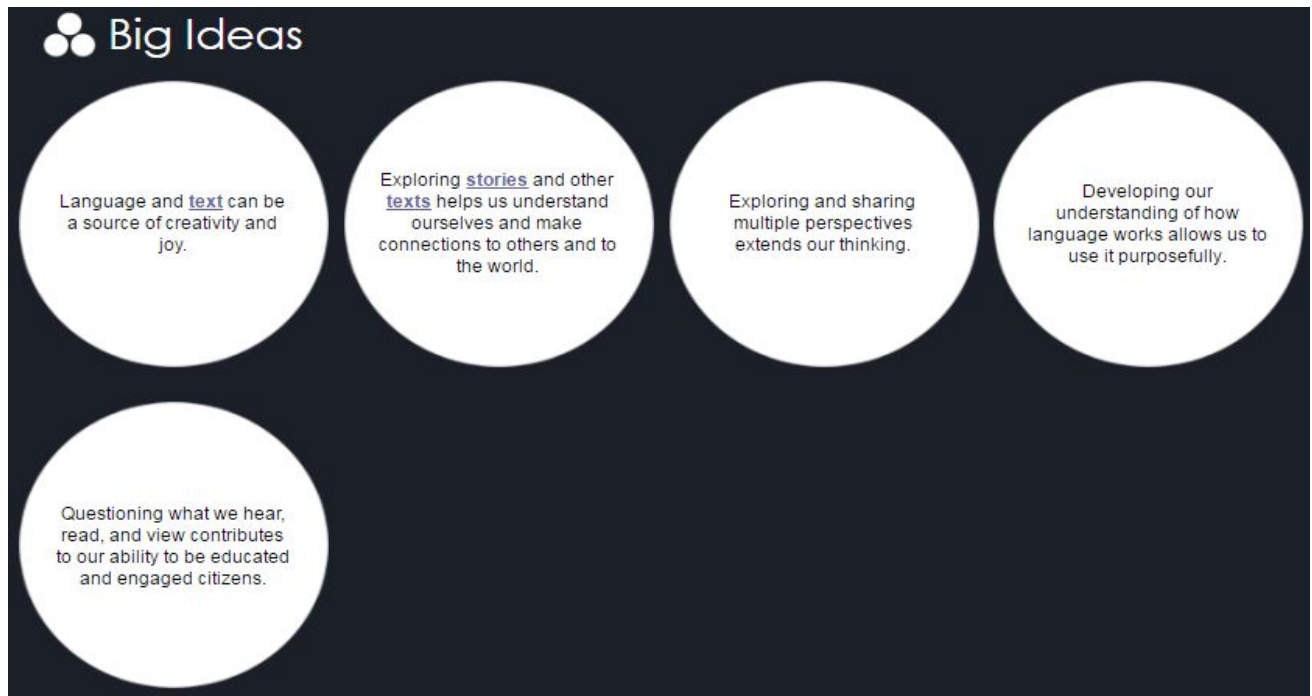 Big Ideas
Language and text can be
a source of creativity and
joy.
Exploring stories and other
texts helps us understand
ourselves and make
connections to others and to
the world.
Exploring and sharing
multiple perspectives
extends our thinking.
Developing our
understanding of how
language works allows us to
use it purposefully.
Questioning what we hear,
read, and view contributes
to our ability to be educated
and engaged citizens.